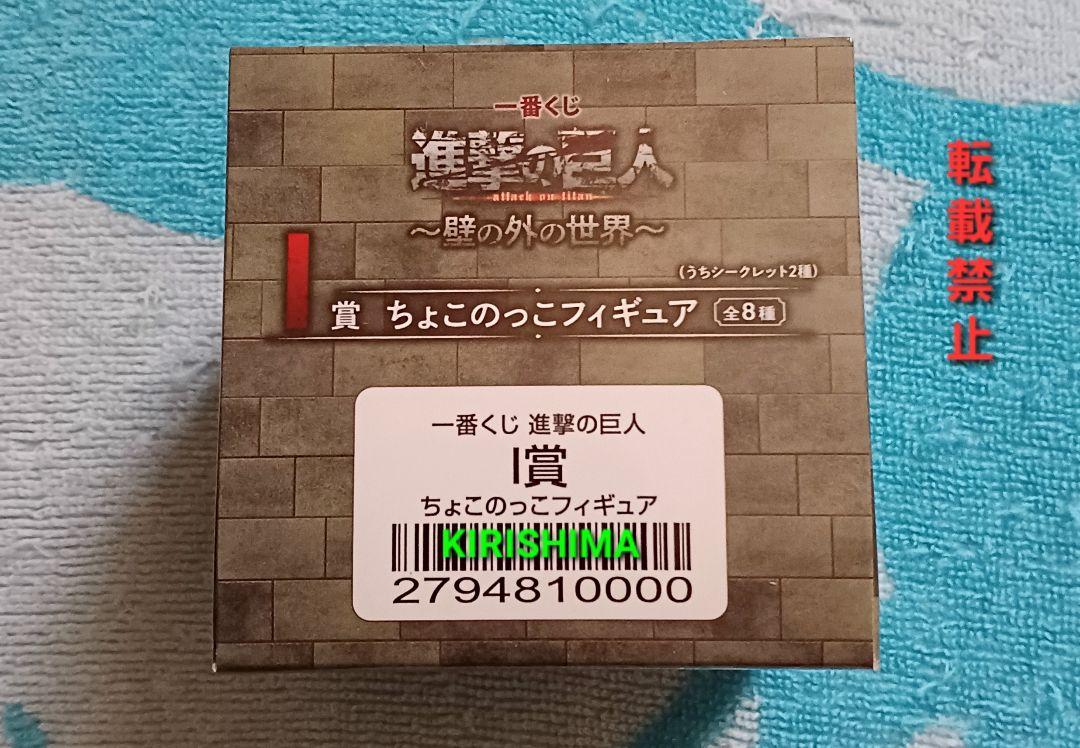 一番くじ
進撃の巨人
attack on titan
～壁の外の世界～
(うちシークレット2種)
I賞 ちょこのっこフィギュア 全8種
一番くじ 進撃の巨人
I賞
ちょこのっこフィギュア
KIRISHIMA
2794810000
転載禁止